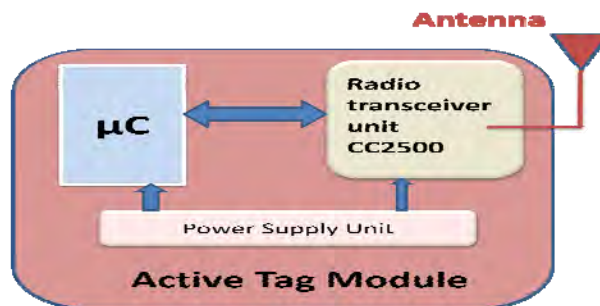 Antenna
µC
Radio
transceiver
unit
CC2500
Power Supply Unit
Active Tag Module